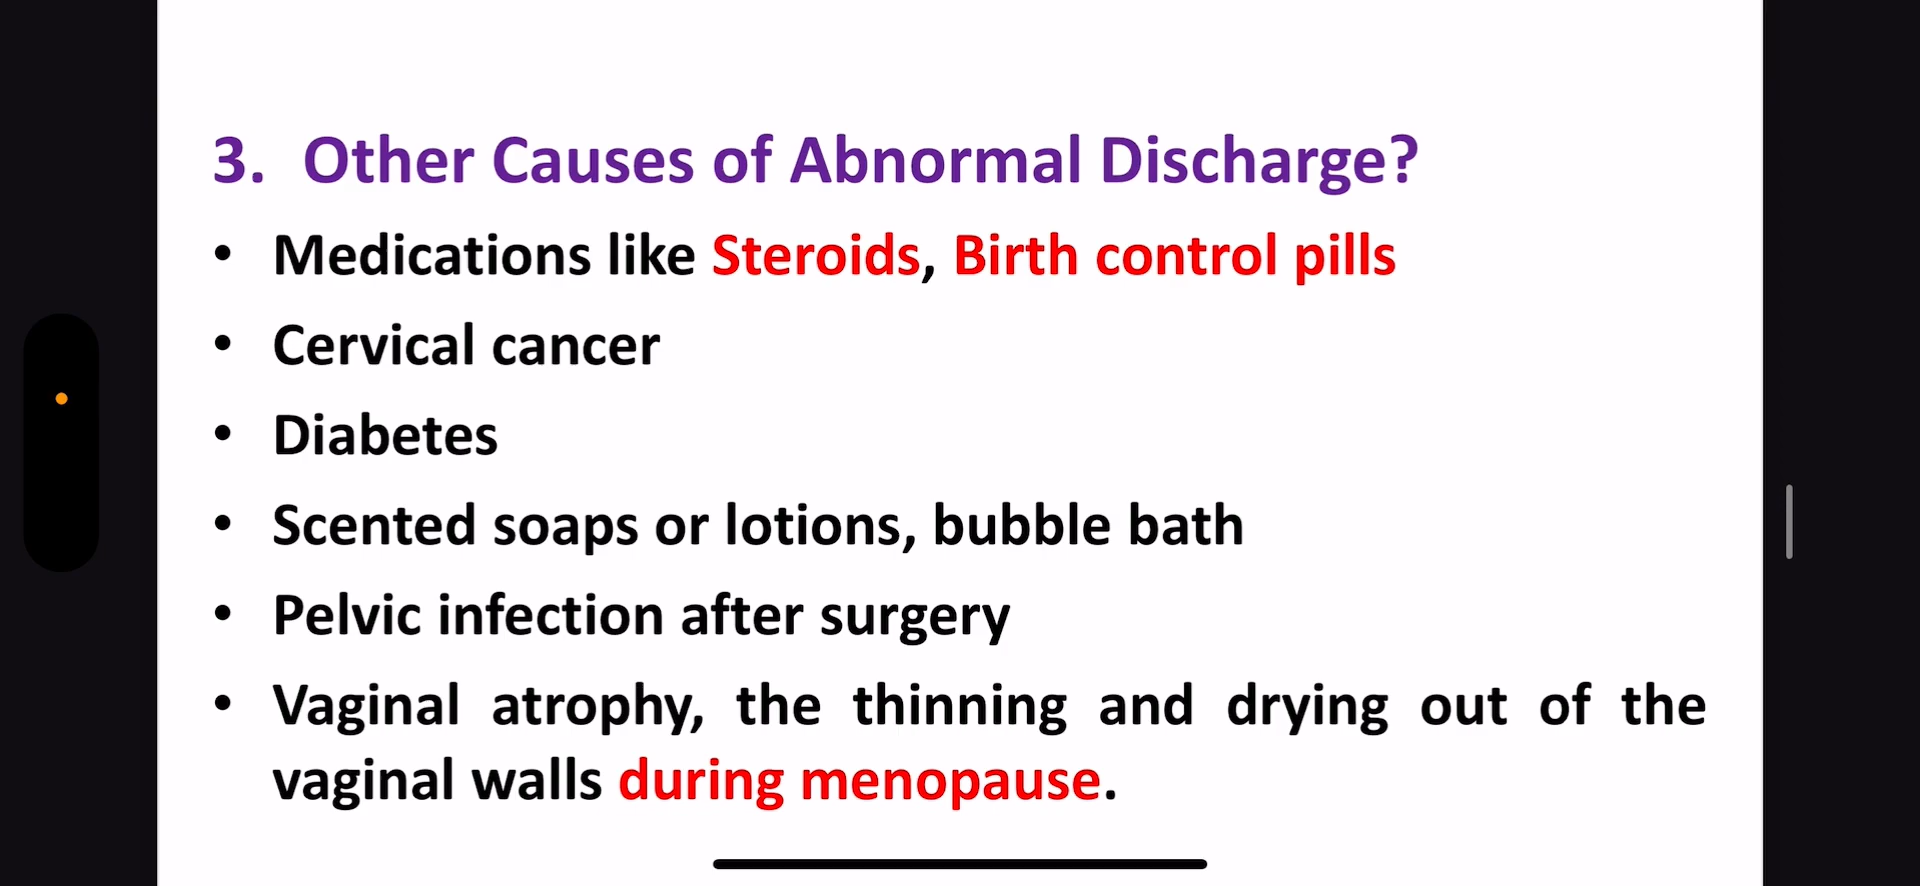 3. Other Causes of Abnormal Discharge?
• Medications like Steroids, Birth control pills
• Cervical cancer
• Diabetes
• Scented soaps or lotions, bubble bath
• Pelvic infection after surgery
• Vaginal atrophy, the thinning and drying out of the
vaginal walls during menopause.